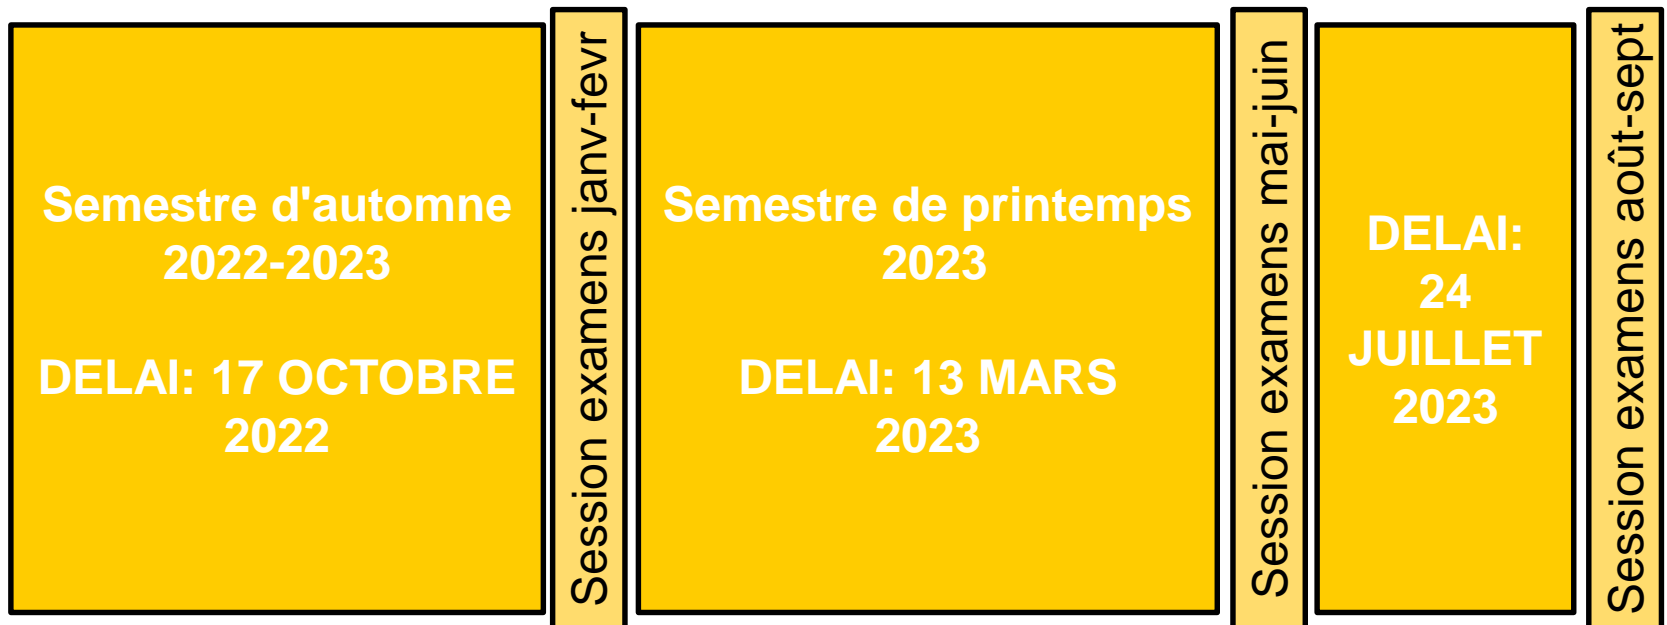 Semestre d'automne
2022-2023
DELAI: 17 OCTOBRE
2022
Session examens janv-fevr
Semestre de printemps
2023
DELAI: 13 MARS
2023
Session examens mai-juin
DELAI:
24
JUILLET
2023
Session examens août-sept